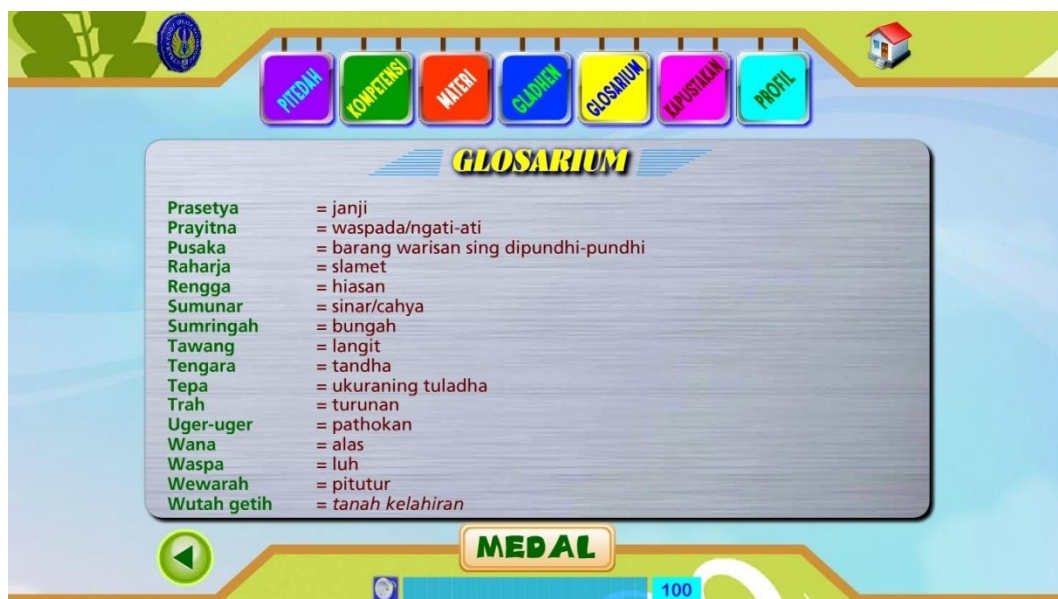 PITEDAH
KOMPETENSI
MATERI
GLADHEN
GLOSARIUM
KAPUSTAKAN
PROFIL
GLOSARIUM
Prasetya = janji
Prayitna = waspada/ngati-ati
Pusaka = barang warisan sing dipundhi-pundhi
Raharja = slamet
Rengga = hiasan
Sumunar = sinar/cahya
Sumringah = bungah
Tawang = langit
Tengara = tandha
Tepa = ukuraning tuladha
Trah = turunan
Uger-uger = pathokan
Wana = alas
Waspa = luh
Wewarah = pitutur
Wutah getih = tanah kelahiran
MEDAL
100